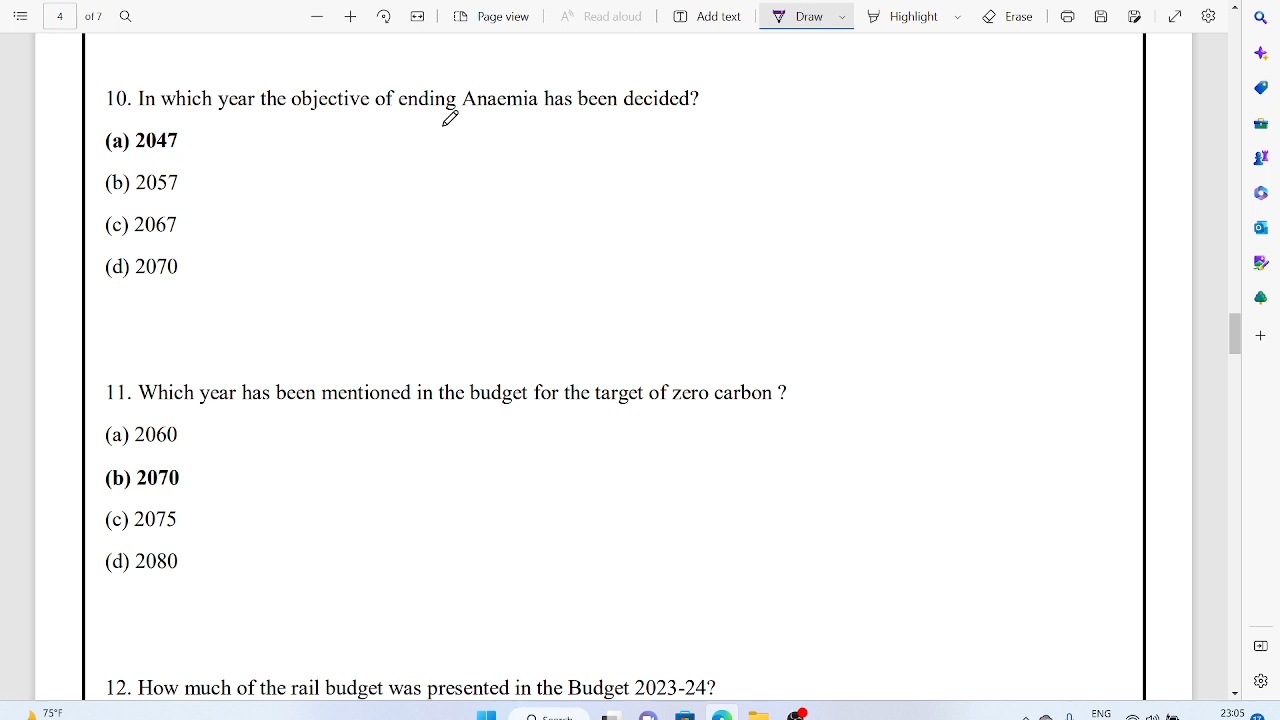 4 of 7 Page view Read aloud Add text Draw Highlight Erase
10. In which year the objective of ending Anaemia has been decided?
(a) 2047
(b) 2057
(c) 2067
(d) 2070
11. Which year has been mentioned in the budget for the target of zero carbon ?
(a) 2060
(b) 2070
(c) 2075
(d) 2080
12. How much of the rail budget was presented in the Budget 2023-24?
75°F Search ENG 23:05